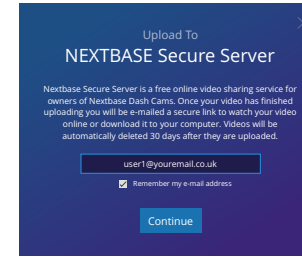 Upload To
NEXTBASE Secure Server
Nextbase Secure Server is a free online video sharing service for
owners of Nextbase Dash Cams. Once your video has finished
uploading you will be e-mailed a secure link to watch your video
online or download it to your computer. Videos will be
automatically deleted 30 days after they are uploaded.
user1@youremail.co.uk
Remember my e-mail address
Continue